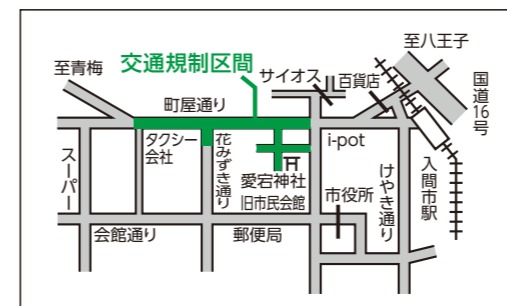 至八王子
至青梅
交通規制区間
サイオス
百貨店
国道16号
町屋通り
タクシー
会社
花みずき通り
i-pot
入間市駅
スーパー
愛宕神社
けやき通り
旧市民会館
市役所
会館通り
郵便局